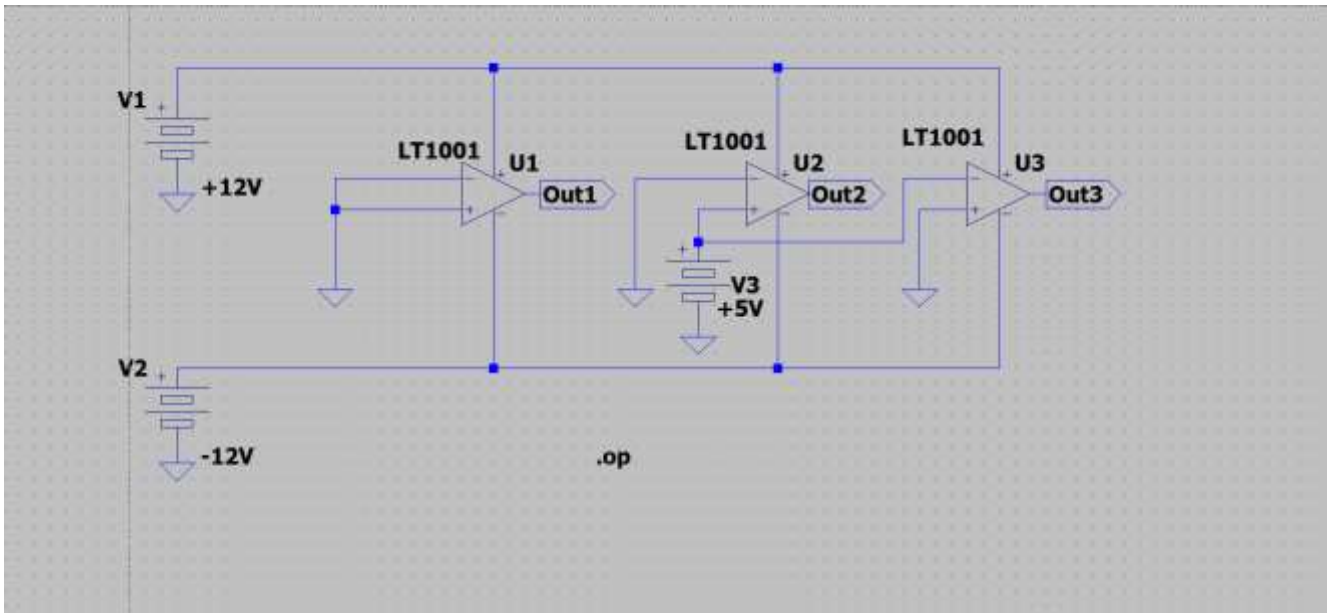 V1
+12V
LT1001
U1
Out1
LT1001
U2
Out2
LT1001
U3
Out3
V3
+5V
V2
-12V
.op